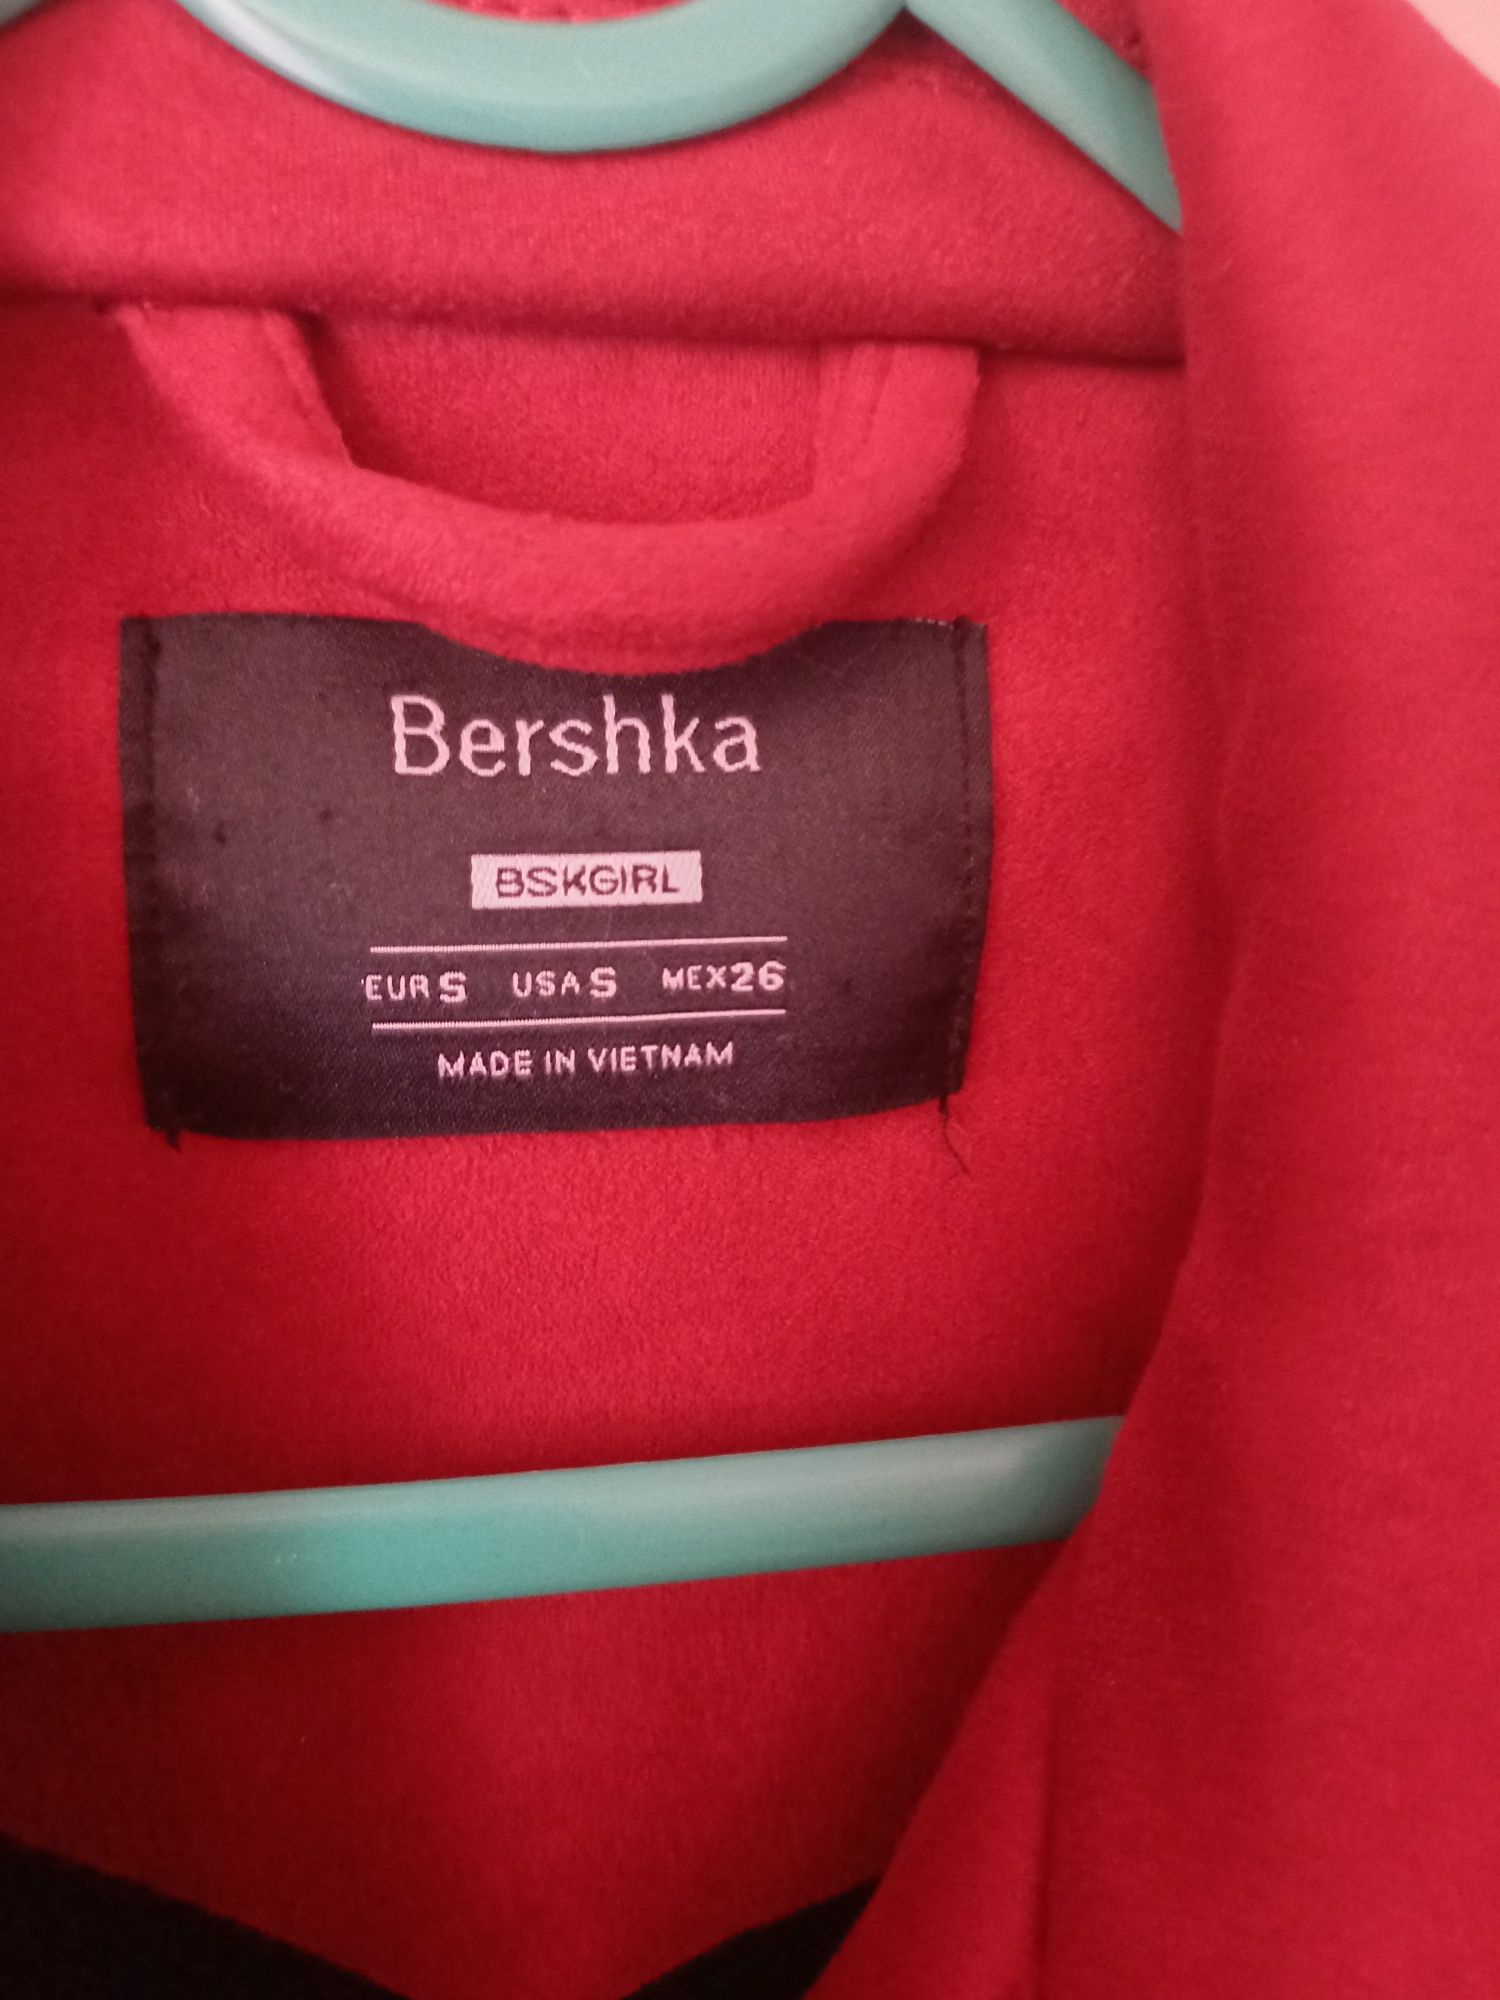 Bershka
BSKGIRL
EUR S USA S MEX 26
MADE IN VIETNAM